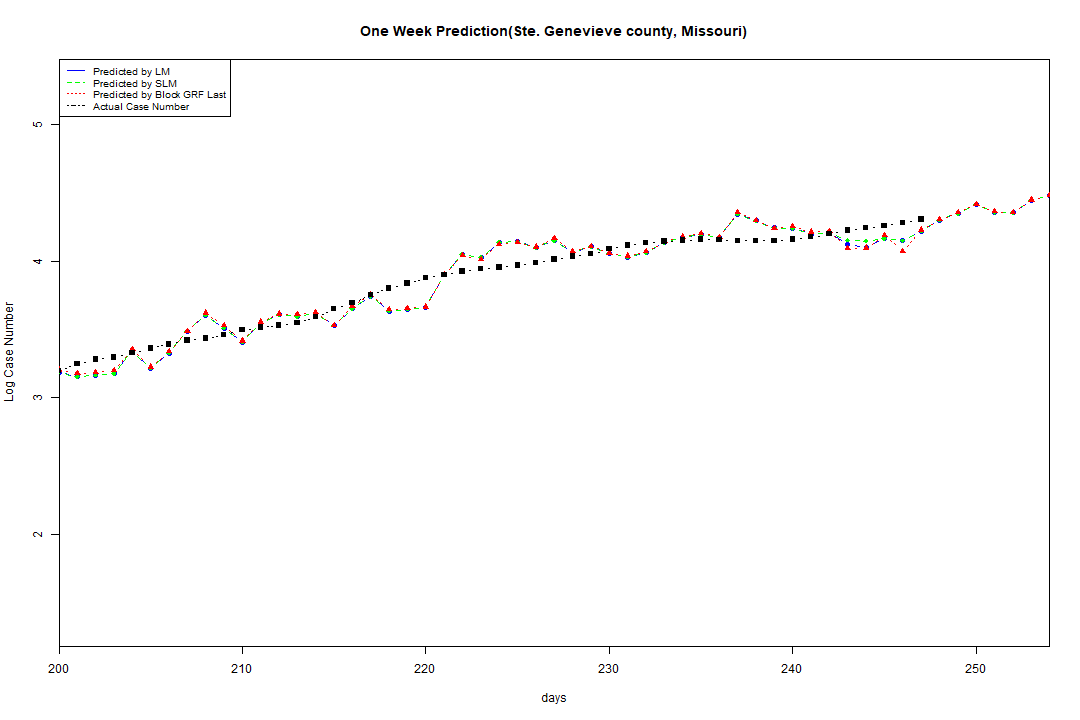 One Week Prediction(Ste. Genevieve county, Missouri)
Predicted by LM
Predicted by SLM
Predicted by Block GRF Last
Actual Case Number
5
4
3
2
Log Case Number
200 210 220 230 240 250
days